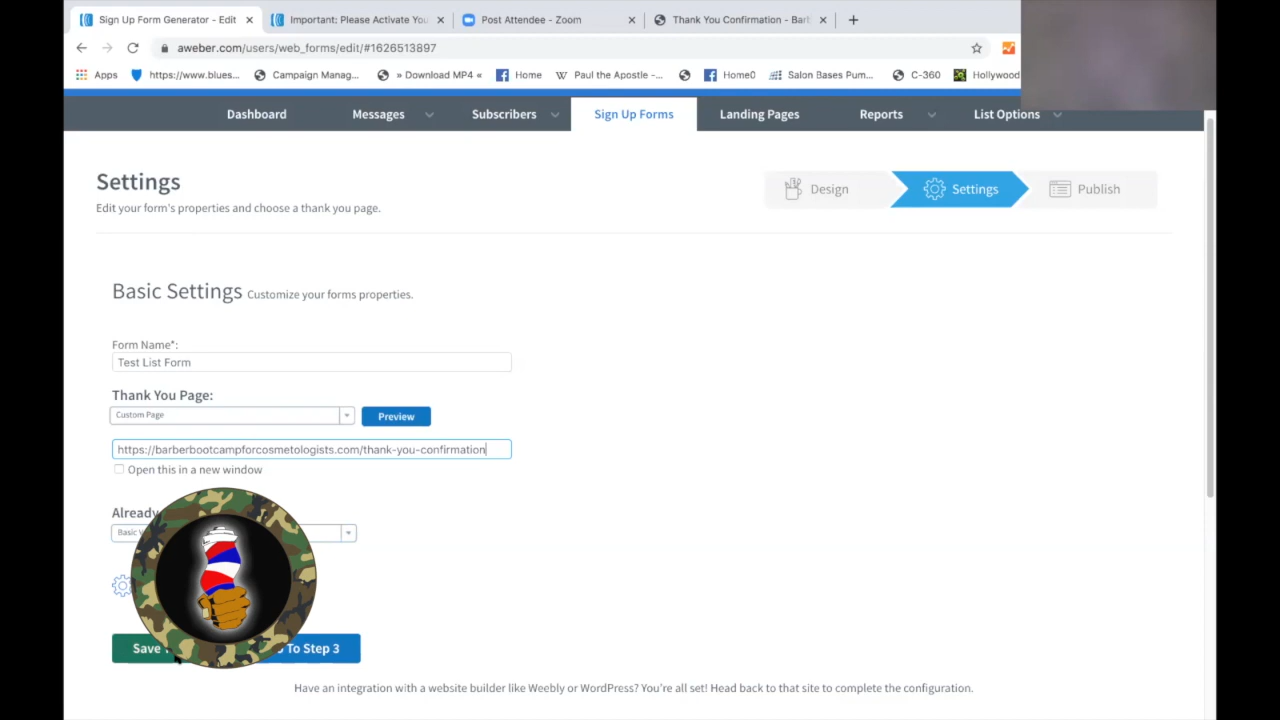 Sign Up Form Generator - Edit
Important: Please Activate You
Post Attendee - Zoom
Thank You Confirmation - Barb
aweber.com/users/web_forms/edit/#1626513897
Apps https://www.blues... Campaign Manag... » Download MP4 « Home Paul the Apostle -... Home0 Salon Bases Pum... C-360 Hollywood
Dashboard Messages Subscribers Sign Up Forms Landing Pages Reports List Options
Settings
Edit your form's properties and choose a thank you page.
Design Settings Publish
Basic Settings Customize your forms properties.
Form Name*:
Test List Form
Thank You Page:
Custom Page
Preview
https://barberbootcampforcosmetologists.com/thank-you-confirmation
Open this in a new window
Already
Basic
Save
To Step 3
Have an integration with a website builder like Weebly or WordPress? You're all set! Head back to that site to complete the configuration.